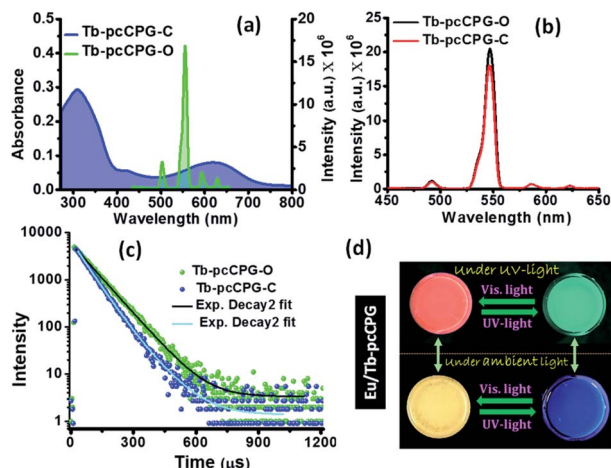 (a)
Tb-pcCPG-C
Tb-pcCPG-O
Absorbance
0.5
0.4
0.3
0.2
0.1
0.0
20
15
10
5
0
Intensity (a.u.) X 10⁶
300 400 500 600 700 800
Wavelength (nm)
(b)
Tb-pcCPG-O
Tb-pcCPG-C
Intensity (a.u.) X 10⁶
25
20
15
10
5
0
450 500 550 600 650
Wavelength (nm)
(c)
Tb-pcCPG-O
Tb-pcCPG-C
Exp. Decay2 fit
Exp. Decay2 fit
Intensity
10000
1000
100
10
1
0 300 600 900 1200
Time (µs)
(d)
Eu/Tb-pcCPG
Under UV-light
Vis. light
UV-light
Under ambient light
Vis. light
UV-light